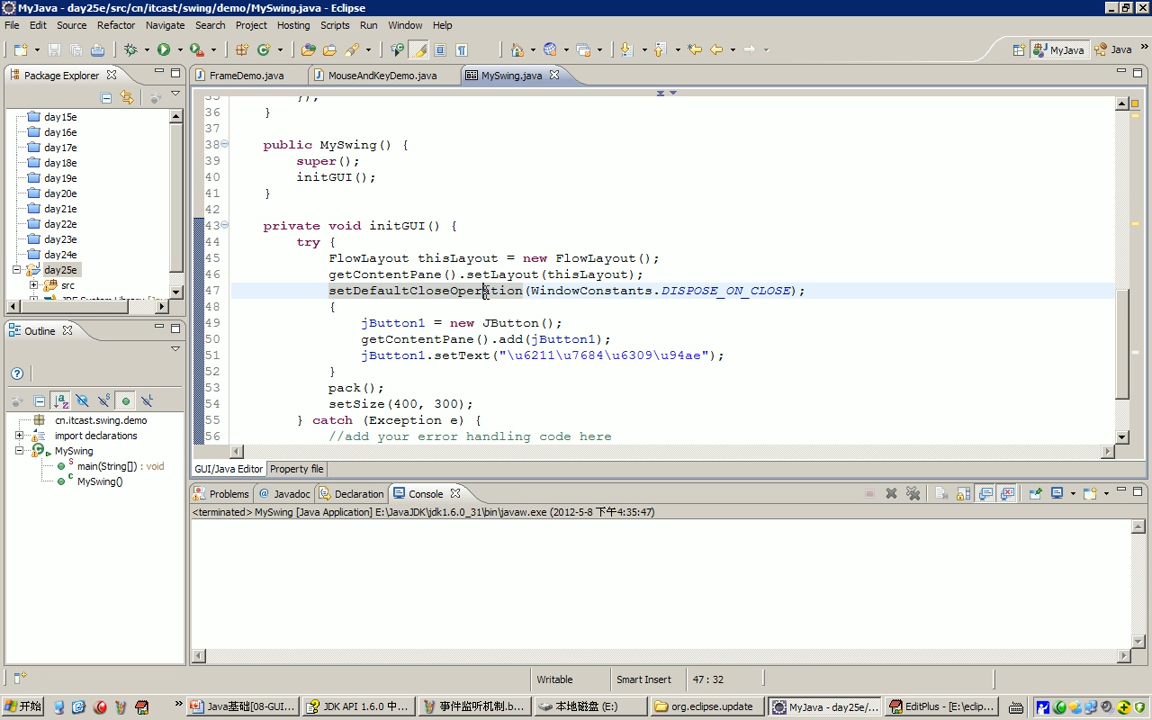 MyJava - day25e/src/cn/itcast/swing/demo/MySwing.java - Eclipse
File Edit Source Refactor Navigate Search Project Hosting Scripts Run Window Help
MyJava Java »
Package Explorer
FrameDemo.java MouseAndKeyDemo.java MySwing.java
day15e
day16e
day17e
day18e
day19e
day20e
day21e
day22e
day23e
day24e
day25e
src
36 }
37
38 public MySwing() {
39 super();
40 initGUI();
41 }
42
43 private void initGUI() {
44 try {
45 FlowLayout thisLayout = new FlowLayout();
46 getContentPane().setLayout(thisLayout);
47 setDefaultCloseOperation(WindowConstants.DISPOSE_ON_CLOSE);
48 {
49 jButton1 = new JButton();
50 getContentPane().add(jButton1);
51 jButton1.setText("\u6211\u7684\u6309\u94ae");
52 }
53 pack();
54 setSize(400, 300);
55 } catch (Exception e) {
56 //add your error handling code here
GUI/Java Editor Property file
Outline
cn.itcast.swing.demo
import declarations
MySwing
main(String[]) : void
MySwing()
Problems Javadoc Declaration Console
<terminated> MySwing [Java Application] E:\JavaJDK\jdk1.6.0_31\bin\javaw.exe (2012-5-8 下午4:35:47)
Writable Smart Insert 47 : 32
开始 » Java基础[08-GUI... JDK API 1.6.0 中... 事件监听机制.b... 本地磁盘 (E:) org.eclipse.update MyJava - day25e/... EditPlus - [E:\eclip...